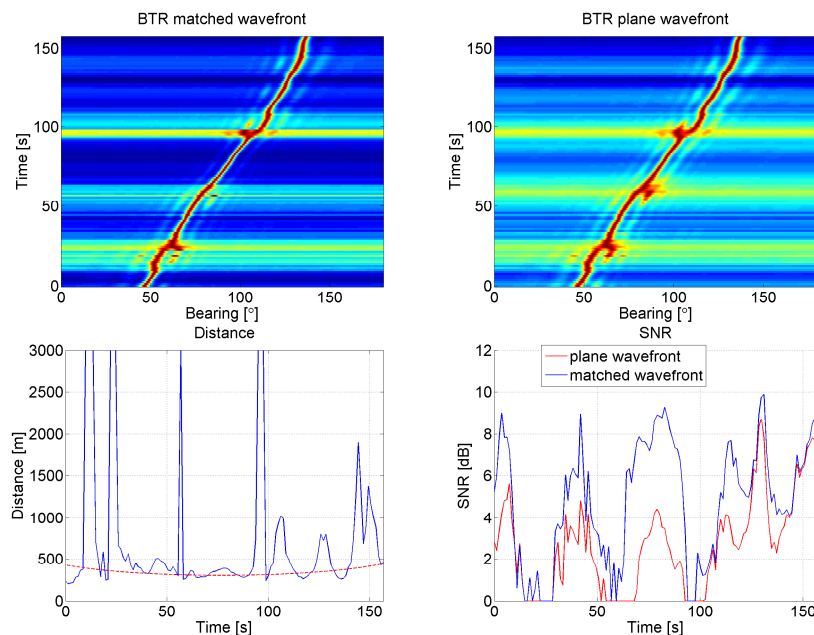 BTR matched wavefront
Time [s]
150
100
50
0
0 50 100 150
Bearing [°]
BTR plane wavefront
Time [s]
150
100
50
0
0 50 100 150
Bearing [°]
Distance
Distance [m]
3000
2500
2000
1500
1000
500
0
0 50 100 150
Time [s]
SNR
SNR [dB]
12
10
8
6
4
2
0
plane wavefront
matched wavefront
0 50 100 150
Time [s]